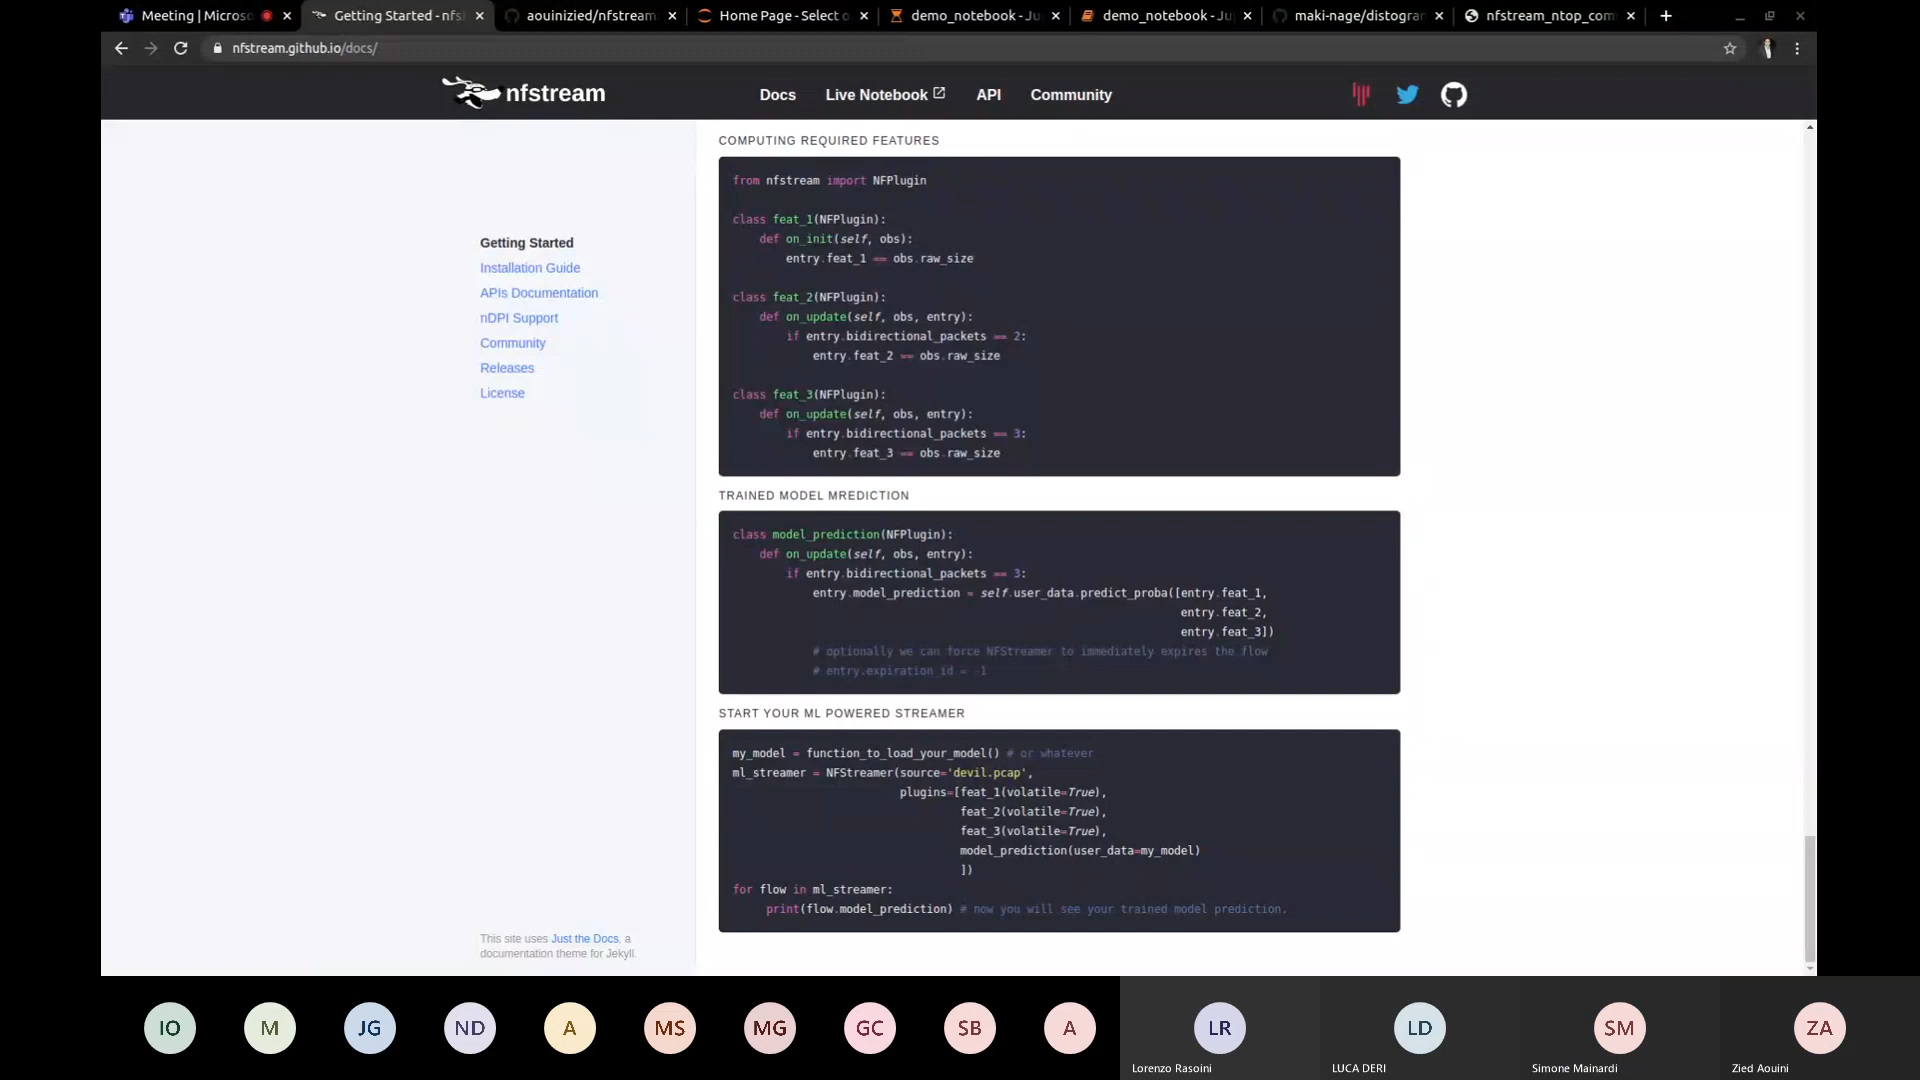 Meeting | Microso
Getting Started - nfs
aouinizied/nfstream
Home Page - Select o
demo_notebook - Ju
demo_notebook - Ju
maki-nage/distogra
nfstream_ntop_com
nfstream.github.io/docs/
nfstream
Docs
Live Notebook
API
Community
Getting Started
Installation Guide
APIs Documentation
nDPI Support
Community
Releases
License
This site uses Just the Docs, a
documentation theme for Jekyll.
COMPUTING REQUIRED FEATURES
from nfstream import NFPlugin
class feat_1(NFPlugin):
def on_init(self, obs):
entry.feat_1 == obs.raw_size
class feat_2(NFPlugin):
def on_update(self, obs, entry):
if entry.bidirectional_packets == 2:
entry.feat_2 == obs.raw_size
class feat_3(NFPlugin):
def on_update(self, obs, entry):
if entry.bidirectional_packets == 3:
entry.feat_3 == obs.raw_size
TRAINED MODEL MREDICTION
class model_prediction(NFPlugin):
def on_update(self, obs, entry):
if entry.bidirectional_packets == 3:
entry.model_prediction = self.user_data.predict_proba([entry.feat_1,
entry.feat_2,
entry.feat_3])
# optionally we can force NFStreamer to immediately expires the flow
# entry.expiration_id = -1
START YOUR ML POWERED STREAMER
my_model = function_to_load_your_model() # or whatever
ml_streamer = NFStreamer(source='devil.pcap',
plugins=[feat_1(volatile=True),
feat_2(volatile=True),
feat_3(volatile=True),
model_prediction(user_data=my_model)
])
for flow in ml_streamer:
print(flow.model_prediction) # now you will see your trained model prediction.
IO
M
JG
ND
A
MS
MG
GC
SB
A
LR
LD
SM
ZA
Lorenzo Rasoini
LUCA DERI
Simone Mainardi
Zied Aouini